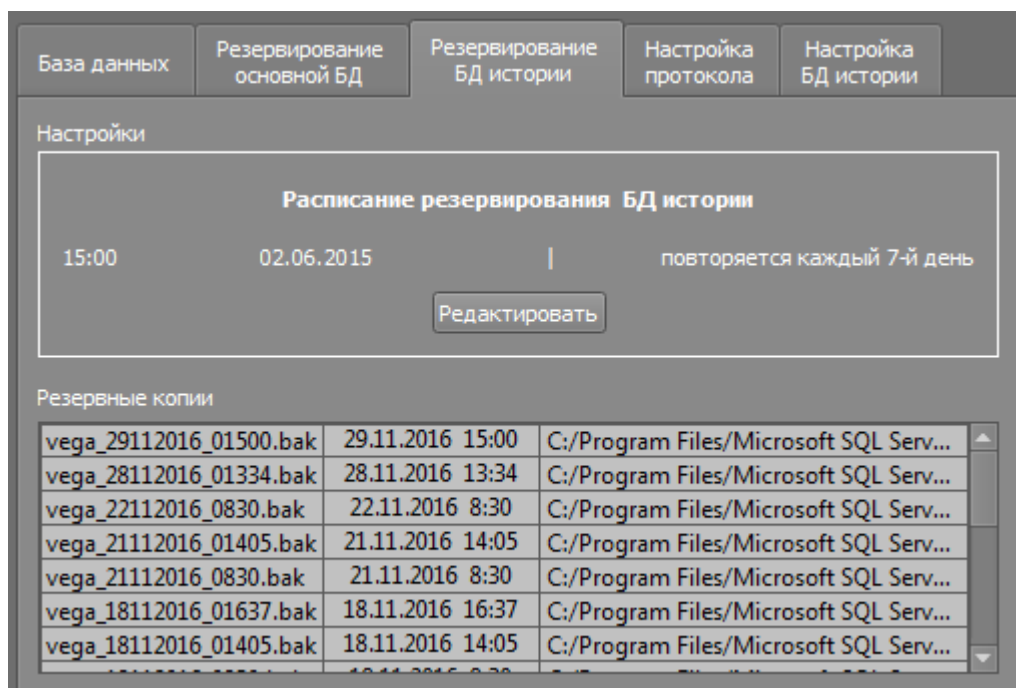 База данных
Резервирование
основной БД
Резервирование
БД истории
Настройка
протокола
Настройка
БД истории
Настройки
Расписание резервирования БД истории
15:00 02.06.2015 | повторяется каждый 7-й день
Редактировать
Резервные копии
vega_29112016_01500.bak 29.11.2016 15:00 C:/Program Files/Microsoft SQL Serv...
vega_28112016_01334.bak 28.11.2016 13:34 C:/Program Files/Microsoft SQL Serv...
vega_22112016_0830.bak 22.11.2016 8:30 C:/Program Files/Microsoft SQL Serv...
vega_21112016_01405.bak 21.11.2016 14:05 C:/Program Files/Microsoft SQL Serv...
vega_21112016_0830.bak 21.11.2016 8:30 C:/Program Files/Microsoft SQL Serv...
vega_18112016_01637.bak 18.11.2016 16:37 C:/Program Files/Microsoft SQL Serv...
vega_18112016_01405.bak 18.11.2016 14:05 C:/Program Files/Microsoft SQL Serv...